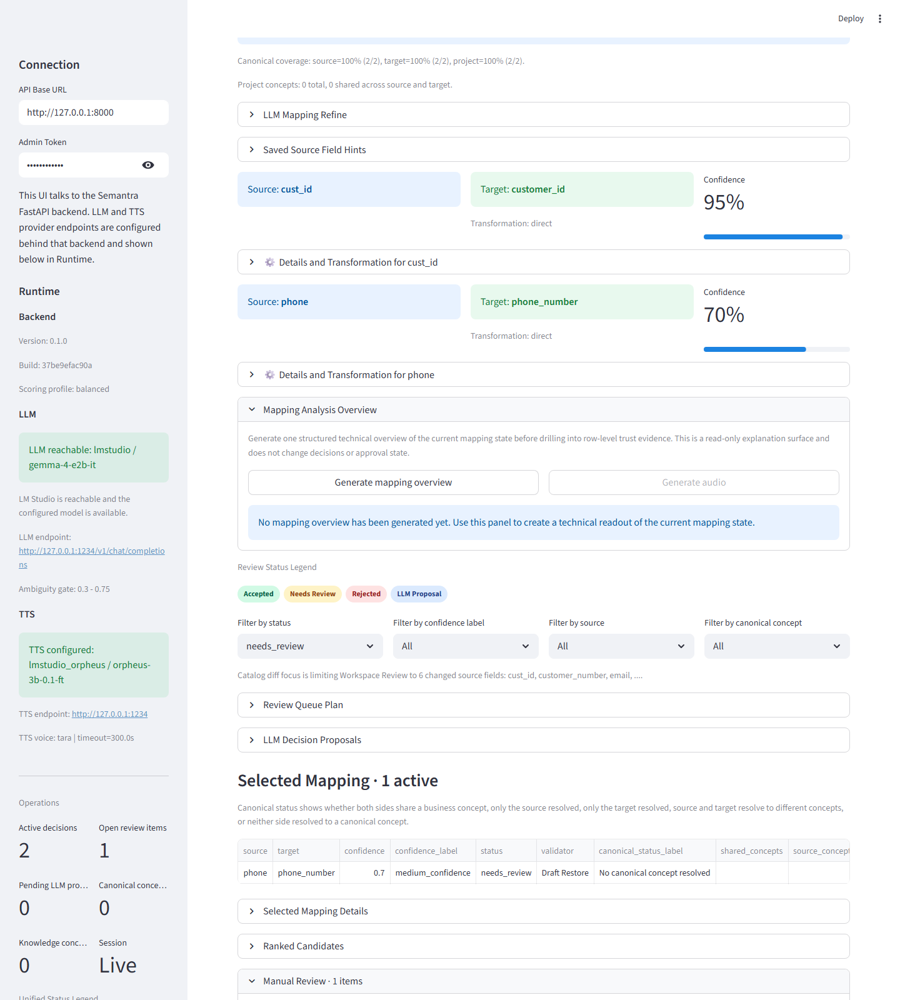 Deploy
Connection
API Base URL
http://127.0.0.1:8000
Admin Token
••••••••••••
This UI talks to the Semantra
FastAPI backend. LLM and TTS
provider endpoints are configured
behind that backend and shown
below in Runtime.
Runtime
Backend
Version: 0.1.0
Build: 37be9efac90a
Scoring profile: balanced
LLM
LLM reachable: lmstudio /
gemma-4-e2b-it
LM Studio is reachable and the
configured model is available.
LLM endpoint:
http://127.0.0.1:1234/v1/chat/completio
ns
Ambiguity gate: 0.3 - 0.75
TTS
TTS configured:
lmstudio_orpheus / orpheus-
3b-0.1-ft
TTS endpoint: http://127.0.0.1:1234
TTS voice: tara | timeout=300.0s
Operations
Active decisions
Open review items
2
1
Pending LLM pro...
Canonical conce...
0
0
Knowledge conc...
Session
0
Live
Unified Status Legend
Canonical coverage: source=100% (2/2), target=100% (2/2), project=100% (2/2).
Project concepts: 0 total, 0 shared across source and target.
LLM Mapping Refine
Saved Source Field Hints
Source: cust_id
Target: customer_id
Confidence
95%
Transformation: direct
Details and Transformation for cust_id
Source: phone
Target: phone_number
Confidence
70%
Transformation: direct
Details and Transformation for phone
Mapping Analysis Overview
Generate one structured technical overview of the current mapping state before drilling into row-level trust evidence. This is a read-only explanation surface and
does not change decisions or approval state.
Generate mapping overview
Generate audio
No mapping overview has been generated yet. Use this panel to create a technical readout of the current mapping state.
Review Status Legend
Accepted Needs Review Rejected LLM Proposal
Filter by status
Filter by confidence label
Filter by source
Filter by canonical concept
needs_review
All
All
All
Catalog diff focus is limiting Workspace Review to 6 changed source fields: cust_id, customer_number, email, ....
Review Queue Plan
LLM Decision Proposals
Selected Mapping · 1 active
Canonical status shows whether both sides share a business concept, only the source resolved, only the target resolved, source and target resolve to different concepts,
or neither side resolved to a canonical concept.
source target confidence confidence_label status validator canonical_status_label shared_concepts source_concept
phone phone_number 0.7 medium_confidence needs_review Draft Restore No canonical concept resolved
Selected Mapping Details
Ranked Candidates
Manual Review · 1 items